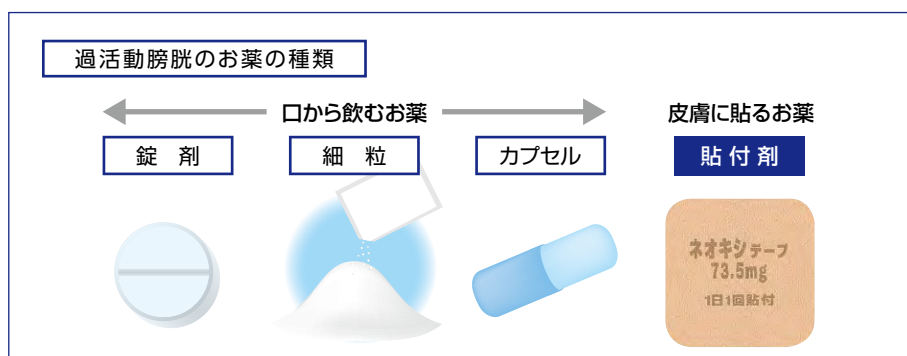 過活動膀胱のお薬の種類
口から飲むお薬
皮膚に貼るお薬
錠剤
細粒
カプセル
貼付剤
ネオキシテープ
73.5mg
1日1回貼付